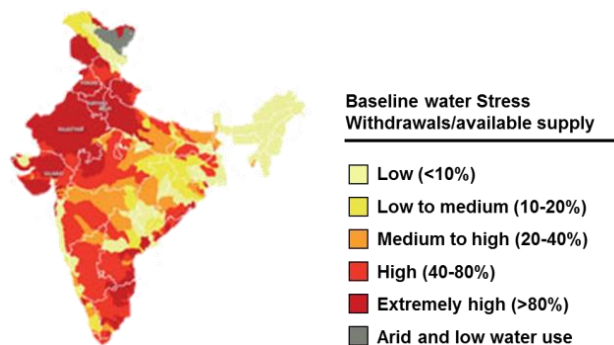 Baseline water Stress
Withdrawals/available supply
Low (<10%)
Low to medium (10-20%)
Medium to high (20-40%)
High (40-80%)
Extremely high (>80%)
Arid and low water use